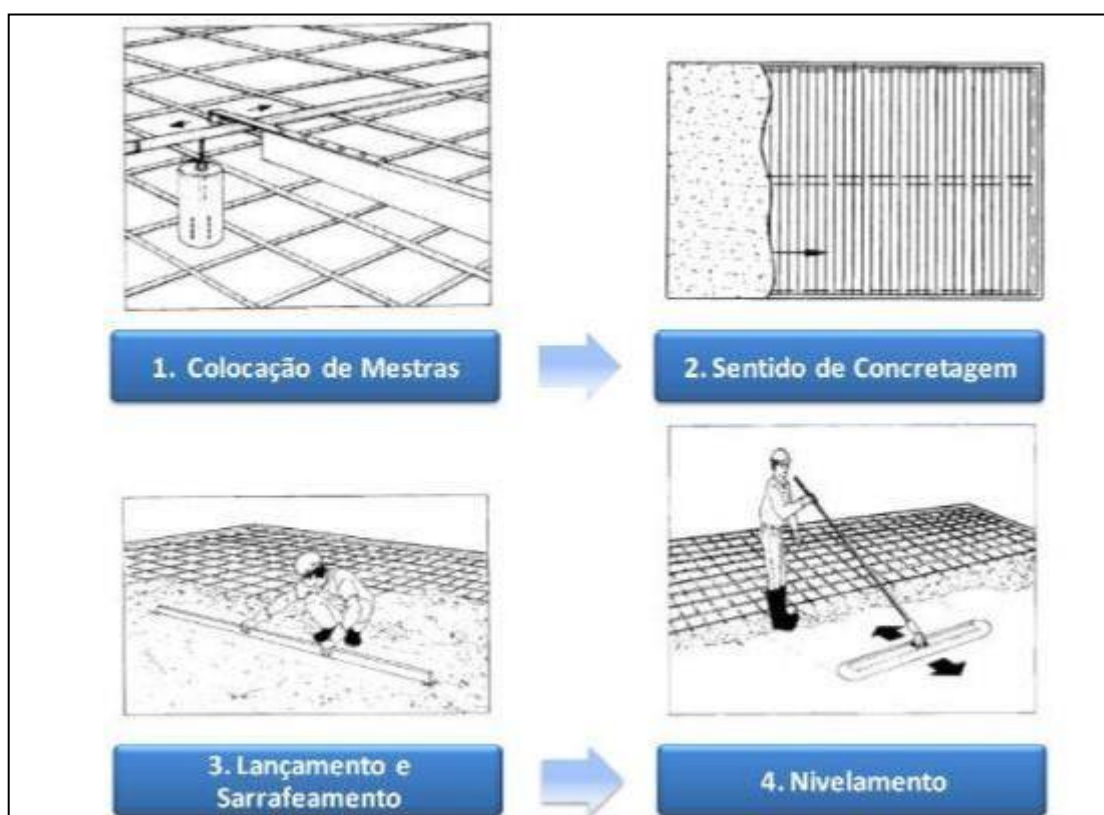 1. Colocação de Mestras
2. Sentido de Concretagem
3. Lançamento e
Sarrafeamento
4. Nivelamento